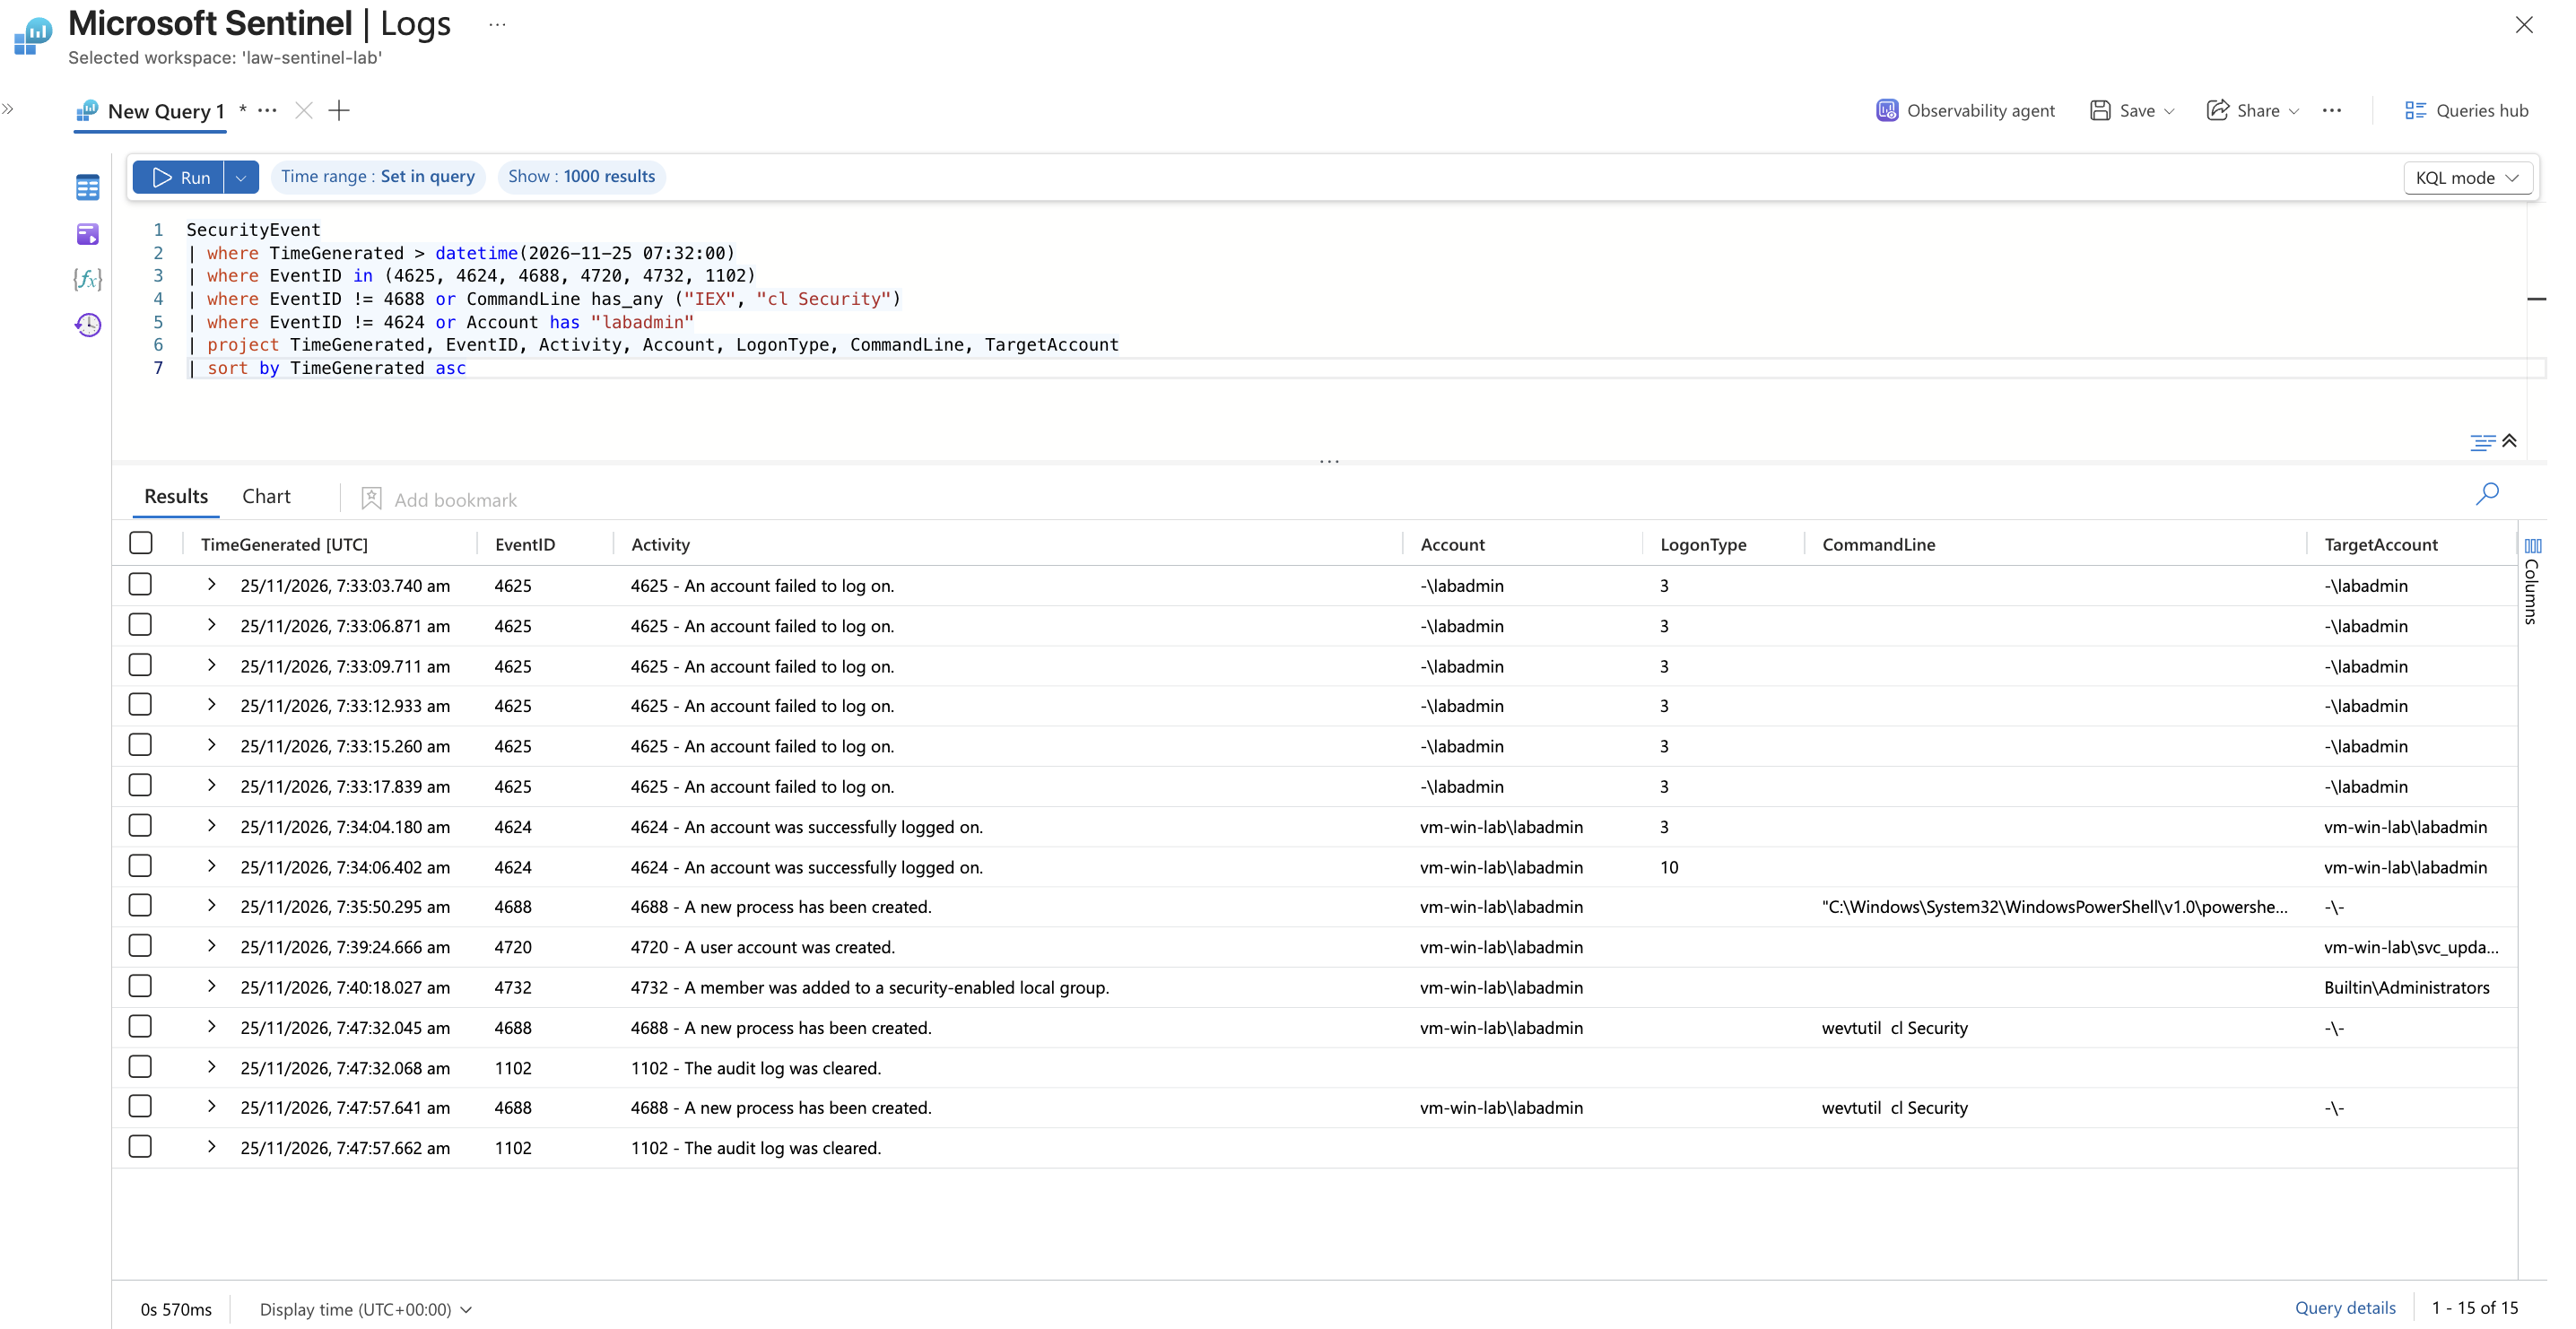 Microsoft Sentinel | Logs ...
Selected workspace: 'law-sentinel-lab'
New Query 1 * ...
Observability agent Save Share ... Queries hub
Run Time range : Set in query Show : 1000 results KQL mode
1 SecurityEvent
2 | where TimeGenerated > datetime(2026-11-25 07:32:00)
3 | where EventID in (4625, 4624, 4688, 4720, 4732, 1102)
4 | where EventID != 4688 or CommandLine has_any ("IEX", "cl Security")
5 | where EventID != 4624 or Account has "labadmin"
6 | project TimeGenerated, EventID, Activity, Account, LogonType, CommandLine, TargetAccount
7 | sort by TimeGenerated asc
Results Chart Add bookmark
TimeGenerated [UTC] EventID Activity Account LogonType CommandLine TargetAccount
Columns
25/11/2026, 7:33:03.740 am 4625 4625 - An account failed to log on. -\labadmin 3 -\labadmin
25/11/2026, 7:33:06.871 am 4625 4625 - An account failed to log on. -\labadmin 3 -\labadmin
25/11/2026, 7:33:09.711 am 4625 4625 - An account failed to log on. -\labadmin 3 -\labadmin
25/11/2026, 7:33:12.933 am 4625 4625 - An account failed to log on. -\labadmin 3 -\labadmin
25/11/2026, 7:33:15.260 am 4625 4625 - An account failed to log on. -\labadmin 3 -\labadmin
25/11/2026, 7:33:17.839 am 4625 4625 - An account failed to log on. -\labadmin 3 -\labadmin
25/11/2026, 7:34:04.180 am 4624 4624 - An account was successfully logged on. vm-win-lab\labadmin 3 vm-win-lab\labadmin
25/11/2026, 7:34:06.402 am 4624 4624 - An account was successfully logged on. vm-win-lab\labadmin 10 vm-win-lab\labadmin
25/11/2026, 7:35:50.295 am 4688 4688 - A new process has been created. vm-win-lab\labadmin "C:\Windows\System32\WindowsPowerShell\v1.0\powershe... -\-
25/11/2026, 7:39:24.666 am 4720 4720 - A user account was created. vm-win-lab\labadmin vm-win-lab\svc_upda...
25/11/2026, 7:40:18.027 am 4732 4732 - A member was added to a security-enabled local group. vm-win-lab\labadmin Builtin\Administrators
25/11/2026, 7:47:32.045 am 4688 4688 - A new process has been created. vm-win-lab\labadmin wevtutil  cl Security -\-
25/11/2026, 7:47:32.068 am 1102 1102 - The audit log was cleared.
25/11/2026, 7:47:57.641 am 4688 4688 - A new process has been created. vm-win-lab\labadmin wevtutil  cl Security -\-
25/11/2026, 7:47:57.662 am 1102 1102 - The audit log was cleared.
0s 570ms Display time (UTC+00:00) Query details 1 - 15 of 15